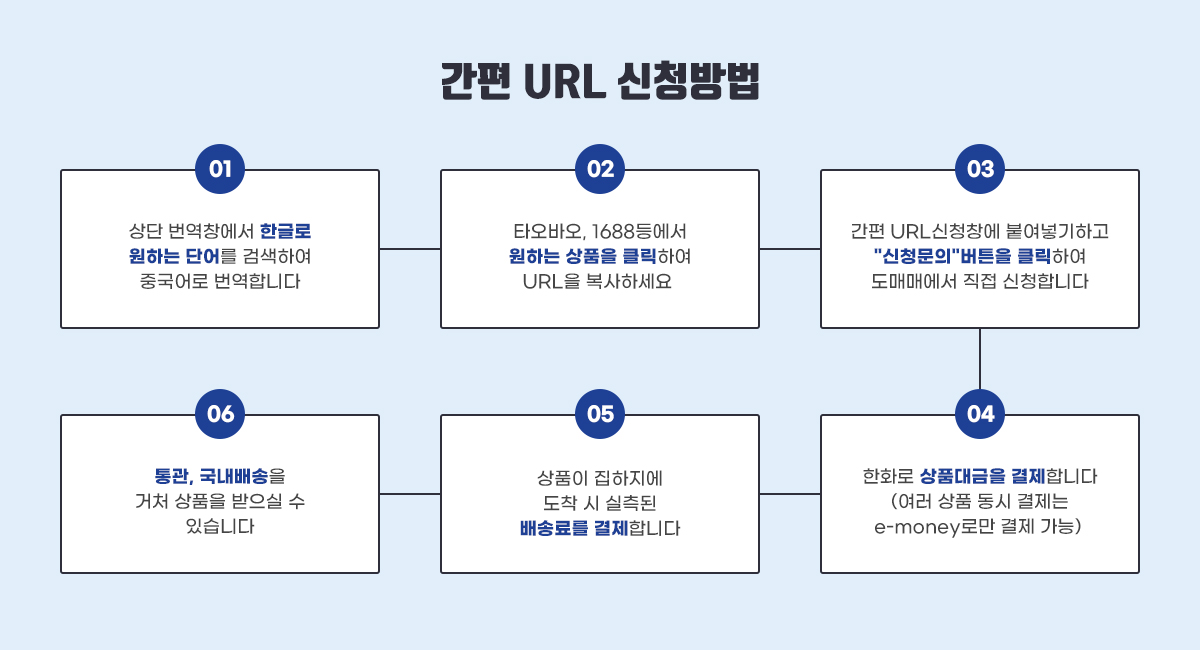 간편 URL 신청방법
01
상단 번역창에서 한글로
원하는 단어를 검색하여
중국어로 번역합니다
02
타오바오, 1688등에서
원하는 상품을 클릭하여
URL을 복사하세요
03
간편 URL신청창에 붙여넣기하고
"신청문의"버튼을 클릭하여
도매매에서 직접 신청합니다
04
한화로 상품대금을 결제합니다
(여러 상품 동시 결제는
e-money로만 결제 가능)
05
상품이 집하지에
도착 시 실측된
배송료를 결제합니다
06
통관, 국내배송을
거처 상품을 받으실 수
있습니다